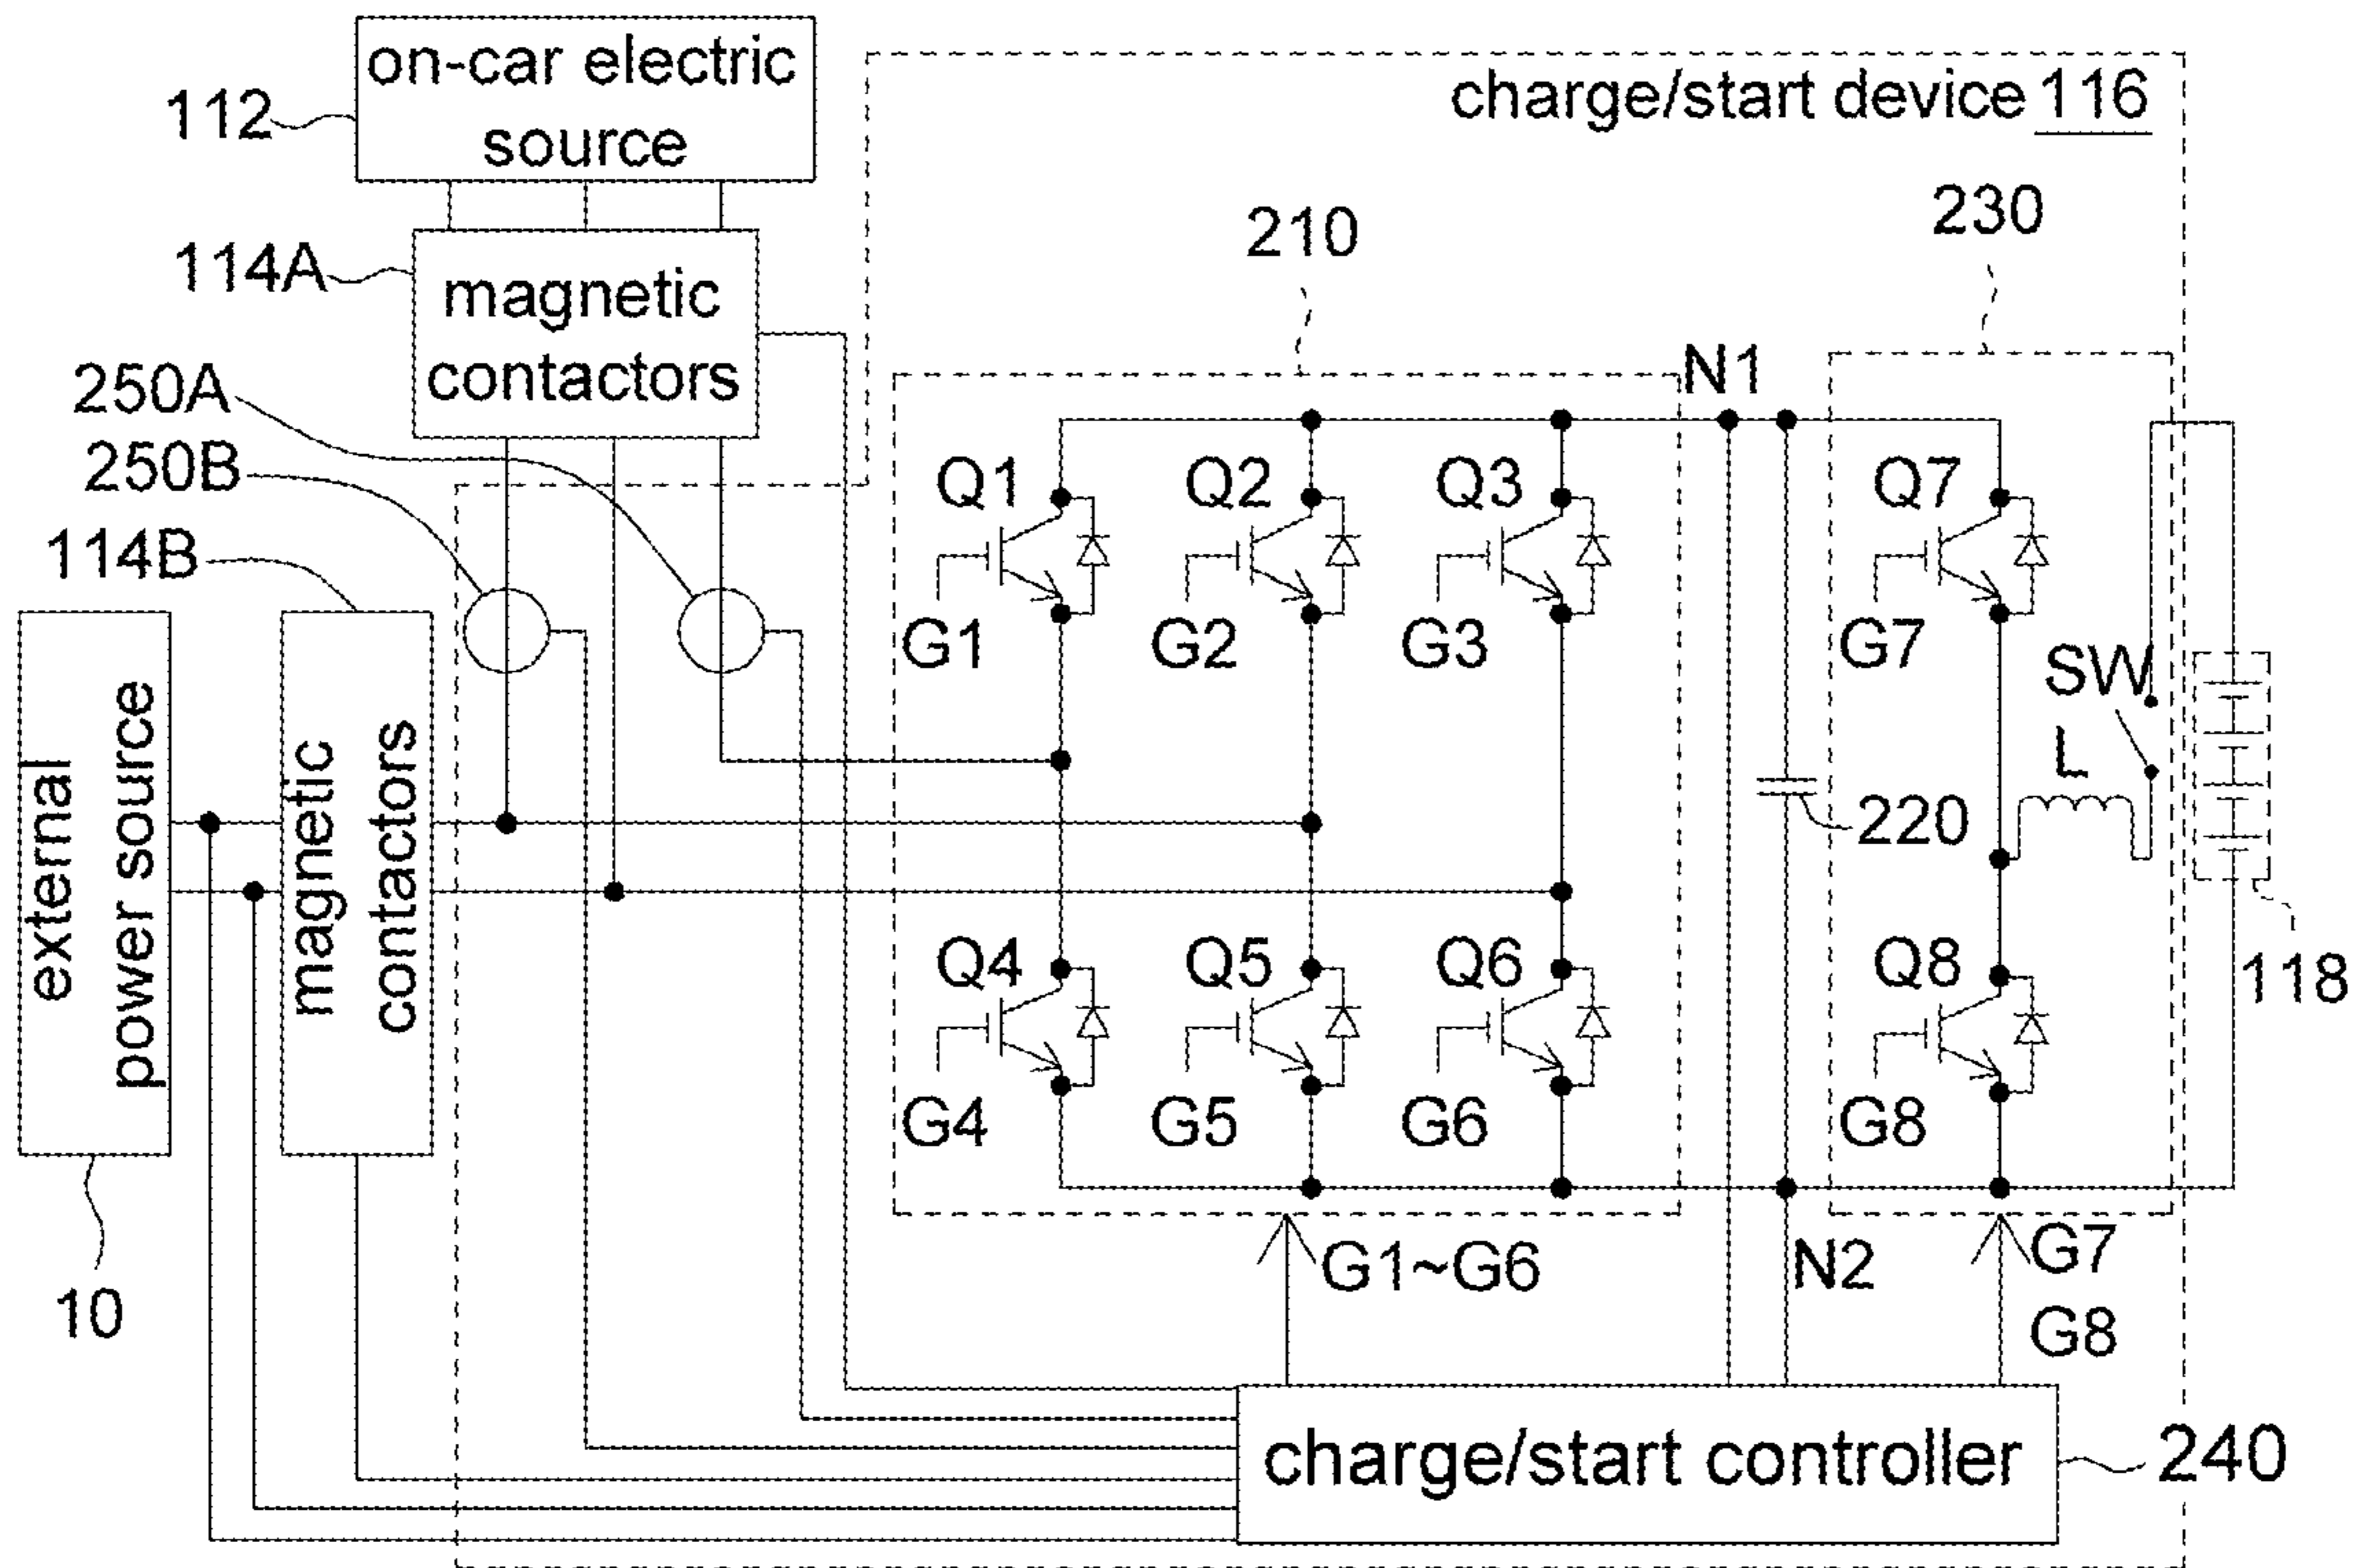 on-car electric
source
112
charge/start device 116
114A
magnetic
contactors
210
230
250A
250B
114B
N1
Q1
Q2
Q3
Q7
G1
G2
G3
G7
SW
L
external
power source
magnetic
contactors
220
Q4
Q5
Q6
Q8
118
G4
G5
G6
G8
10
G1~G6
N2
G7
G8
charge/start controller
240